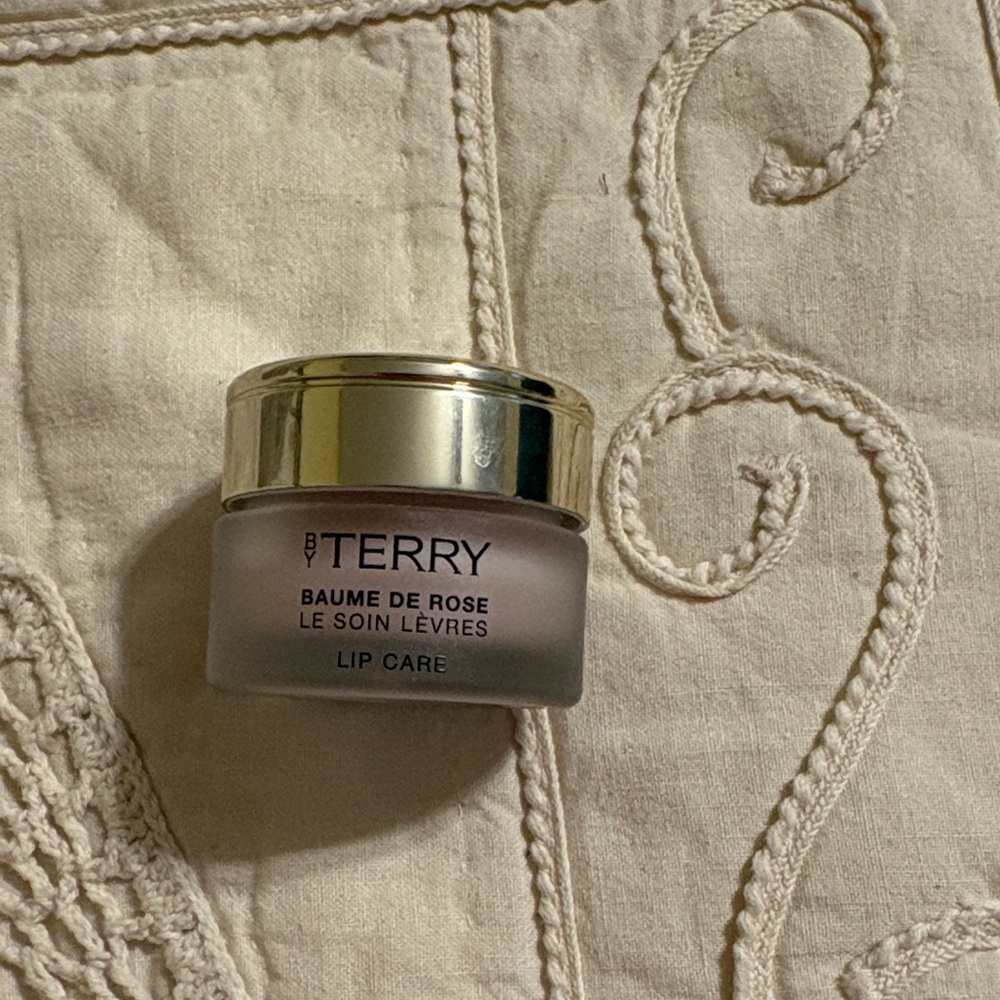 BY TERRY
BAUME DE ROSE
LE SOIN LÈVRES
LIP CARE